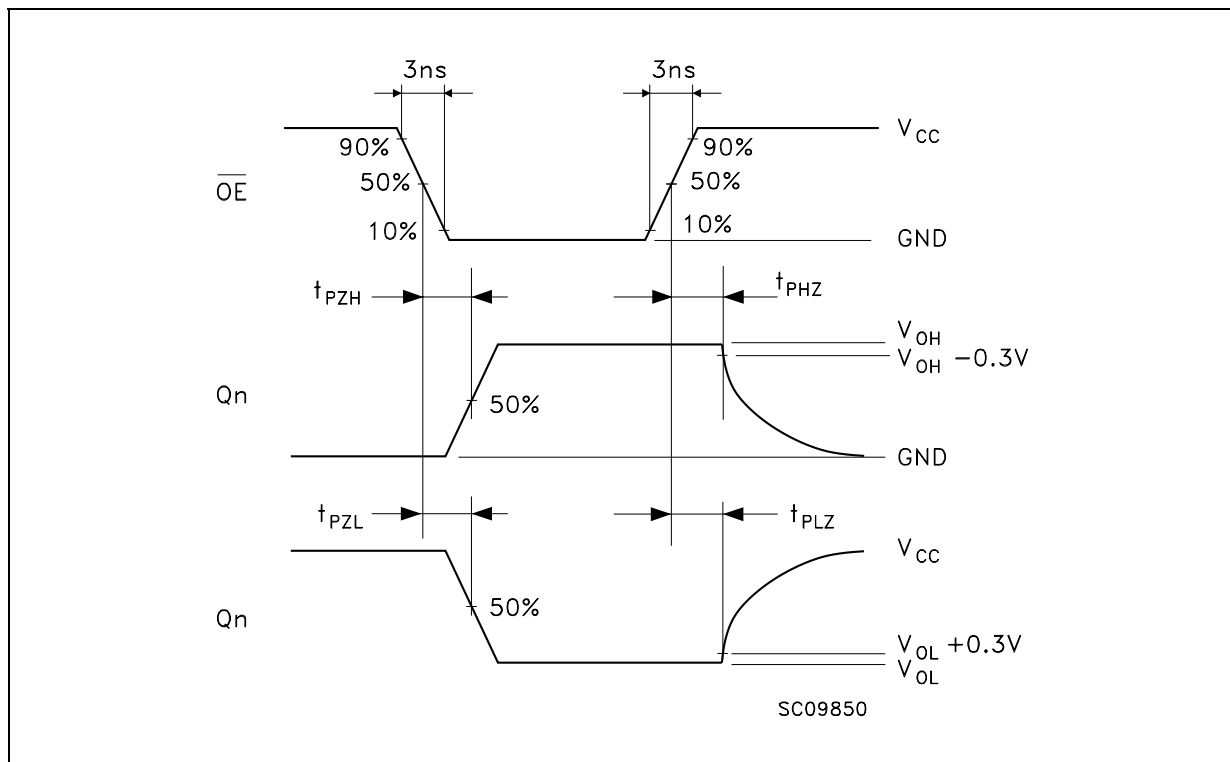 3ns 3ns
V_CC
90% 90%
50% 50%
O̅E̅
10% 10%
GND
t_PZH t_PHZ
V_OH
V_OH −0.3V
Qn
50%
GND
t_PZL t_PLZ
V_CC
50%
Qn
V_OL +0.3V
V_OL
SC09850